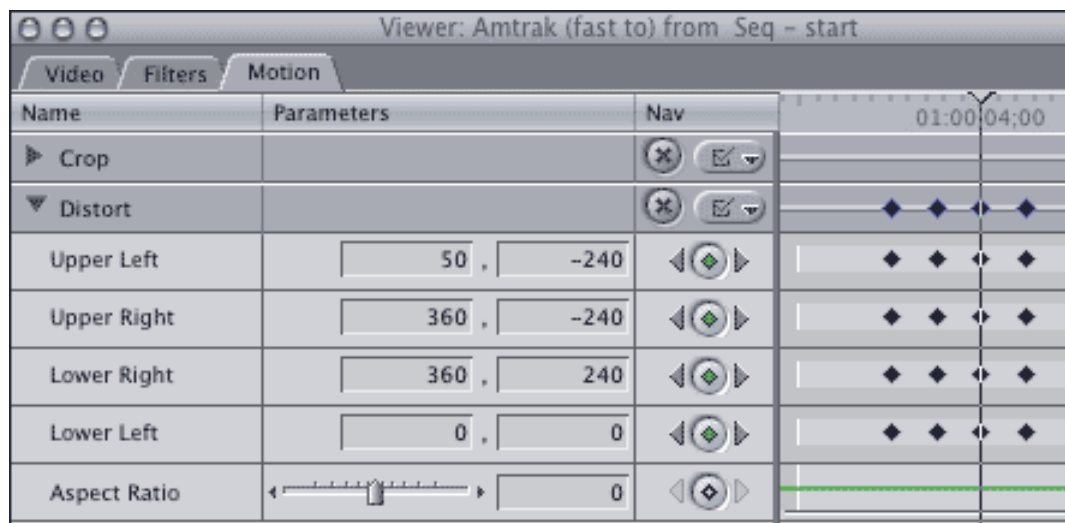 Viewer: Amtrak (fast to) from Seq – start
Video Filters Motion
Name Parameters Nav 01:00:04;00
Crop
Distort
Upper Left 50 , -240
Upper Right 360 , -240
Lower Right 360 , 240
Lower Left 0 , 0
Aspect Ratio 0